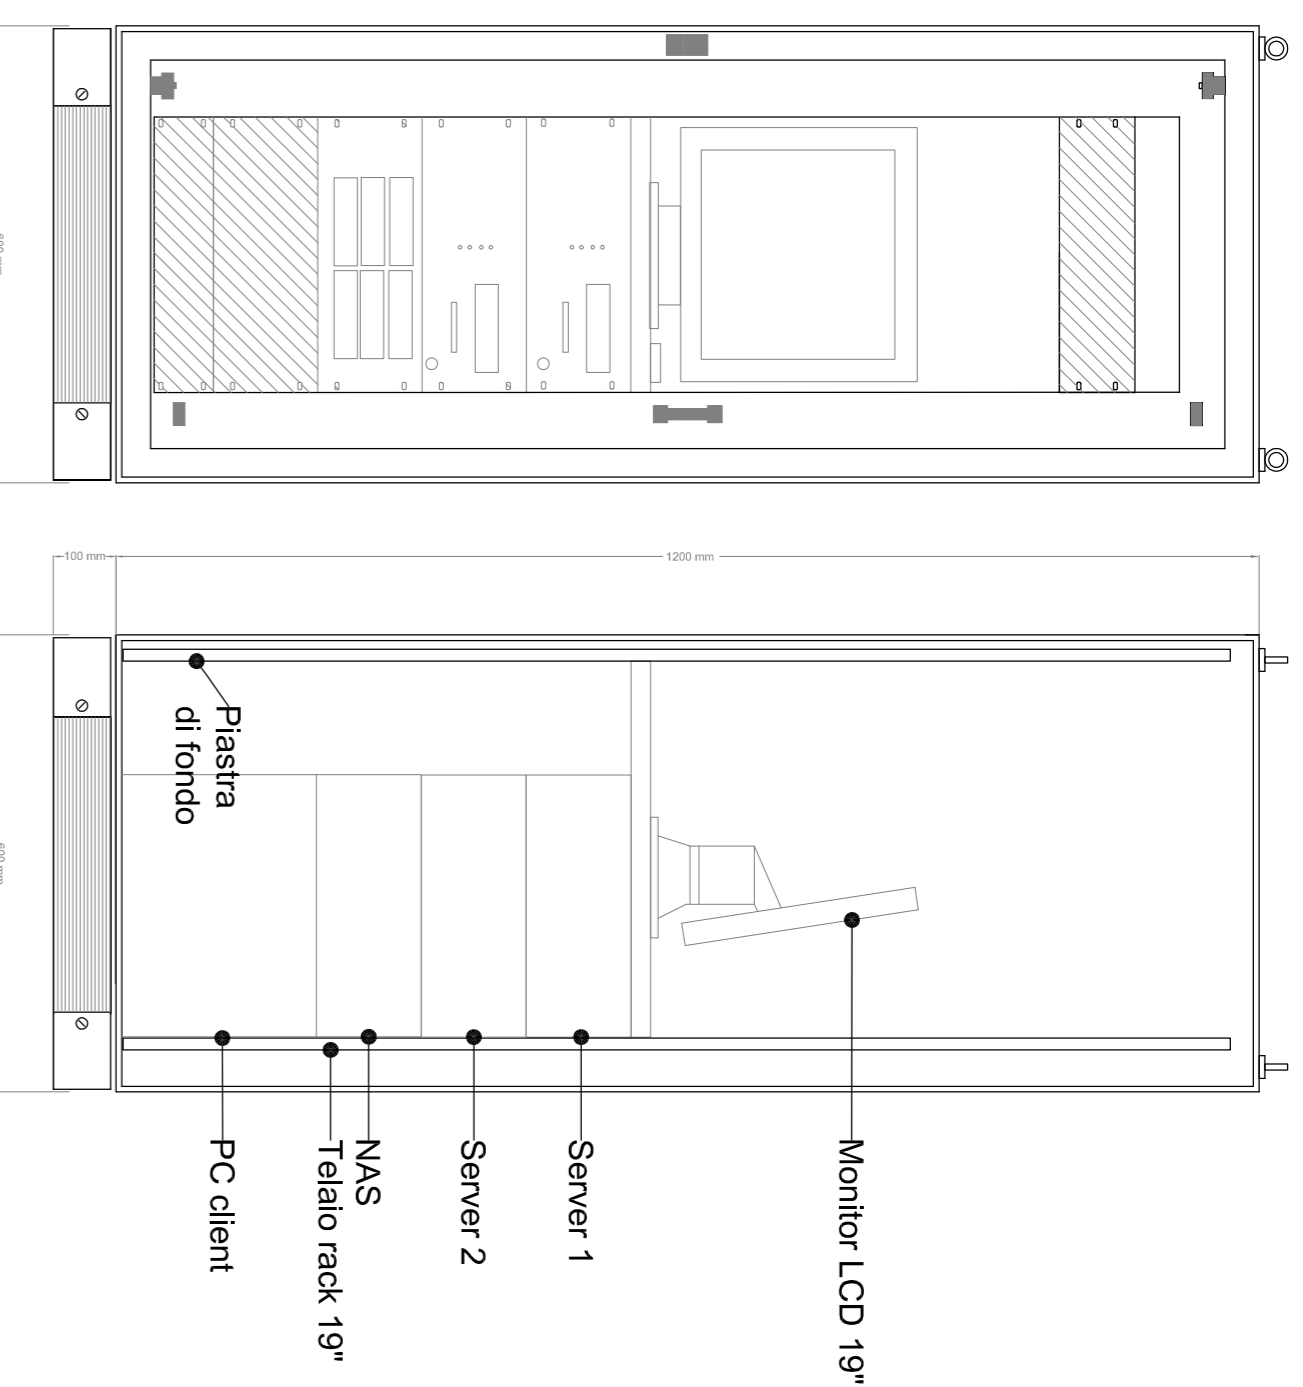 100 mm
1200 mm
Piastra
di fondo
Monitor LCD 19"
Server 1
Server 2
NAS
Telaio rack 19"
PC client